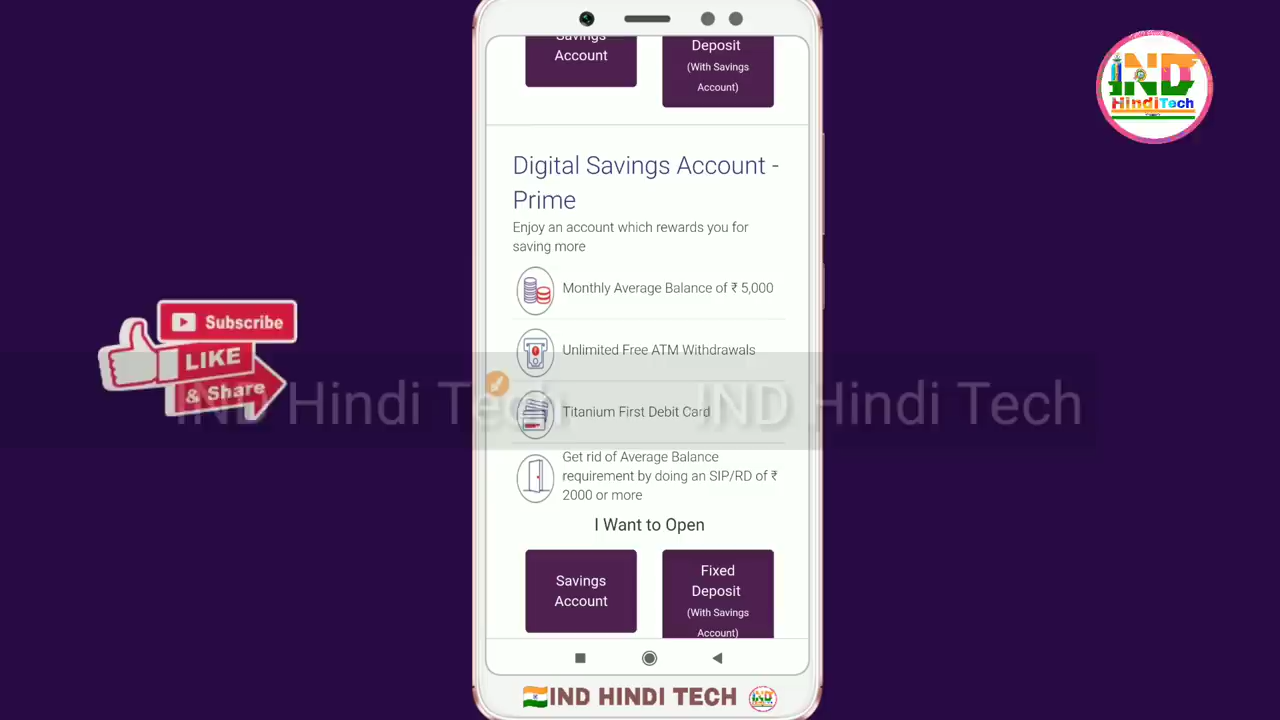 Savings
Account
Deposit
(With Savings
Account)
IND
HindiTech
Digital Savings Account -
Prime
Enjoy an account which rewards you for
saving more
Monthly Average Balance of ₹ 5,000
Unlimited Free ATM Withdrawals
Titanium First Debit Card
Get rid of Average Balance
requirement by doing an SIP/RD of ₹
2000 or more
I Want to Open
Savings
Account
Fixed
Deposit
(With Savings
Account)
Subscribe
LIKE
& Share
IND Hindi Tech
IND Hindi Tech
IND HINDI TECH